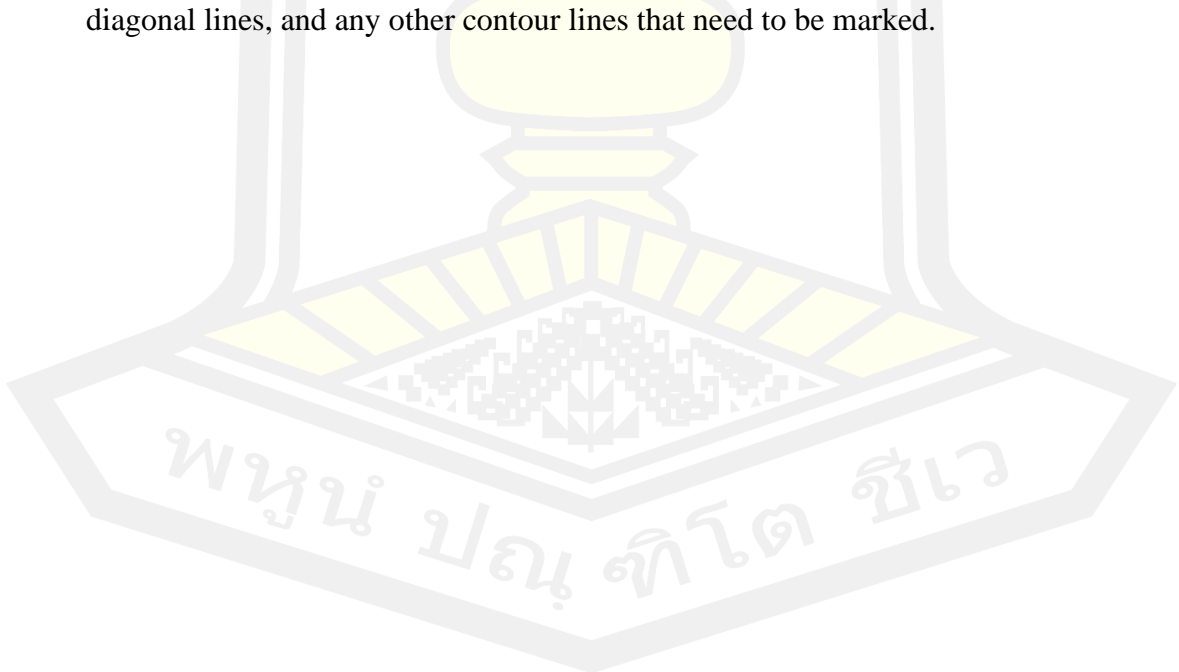 diagonal lines, and any other contour lines that need to be marked.
พหูนํ ปณฺฑิโต ชีเว